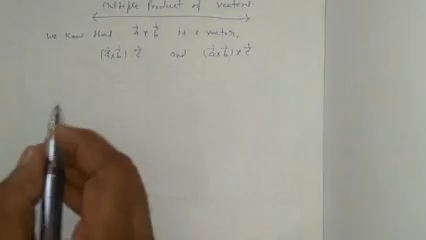 Multiple Product of vectors
We know that a⃗ × b⃗ is a vector,
(a⃗×b⃗) c⃗ and (a⃗×b⃗) × c⃗